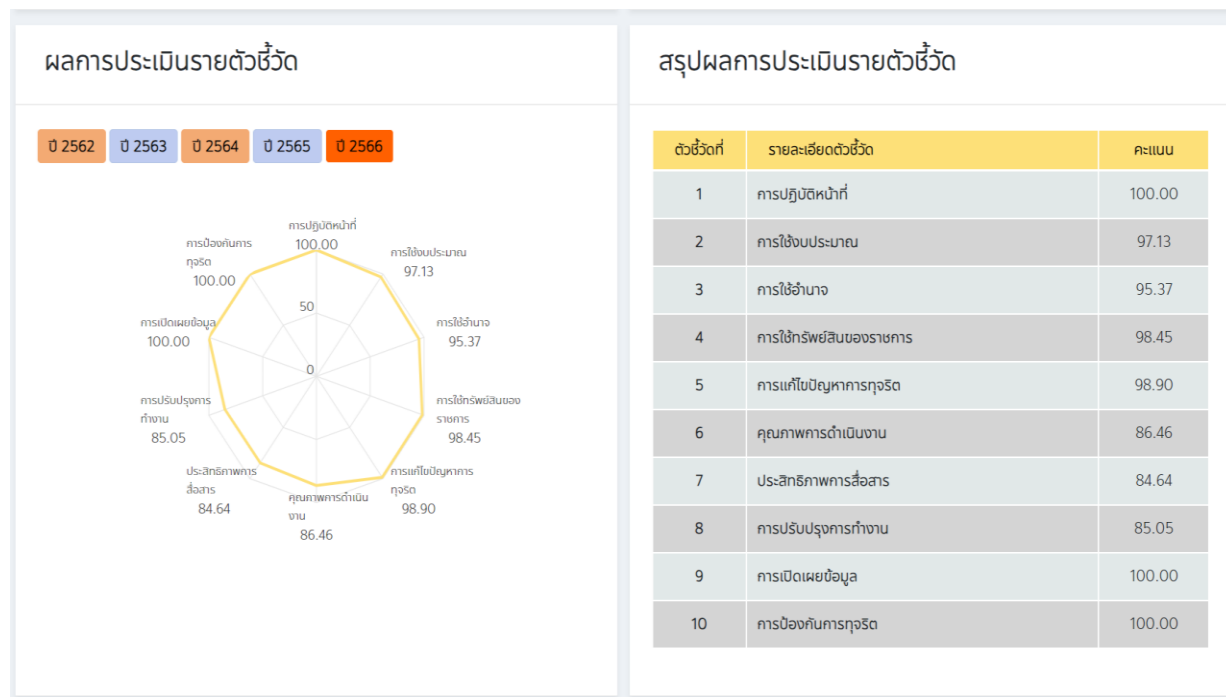 ผลการประเมินรายตัวชี้วัด
ปี 2562 ปี 2563 ปี 2564 ปี 2565 ปี 2566
การปฏิบัติหน้าที่
100.00
การใช้งบประมาณ
97.13
การใช้อำนาจ
95.37
การใช้ทรัพย์สินของ
ราชการ
98.45
การแก้ไขปัญหาการ
ทุจริต
98.90
คุณภาพการดำเนิน
งาน
86.46
ประสิทธิภาพการ
สื่อสาร
84.64
การปรับปรุงการ
ทำงาน
85.05
การเปิดเผยข้อมูล
100.00
การป้องกันการ
ทุจริต
100.00
50
0
สรุปผลการประเมินรายตัวชี้วัด
ตัวชี้วัดที่ รายละเอียดตัวชี้วัด คะแนน
1 การปฏิบัติหน้าที่ 100.00
2 การใช้งบประมาณ 97.13
3 การใช้อำนาจ 95.37
4 การใช้ทรัพย์สินของราชการ 98.45
5 การแก้ไขปัญหาการทุจริต 98.90
6 คุณภาพการดำเนินงาน 86.46
7 ประสิทธิภาพการสื่อสาร 84.64
8 การปรับปรุงการทำงาน 85.05
9 การเปิดเผยข้อมูล 100.00
10 การป้องกันการทุจริต 100.00